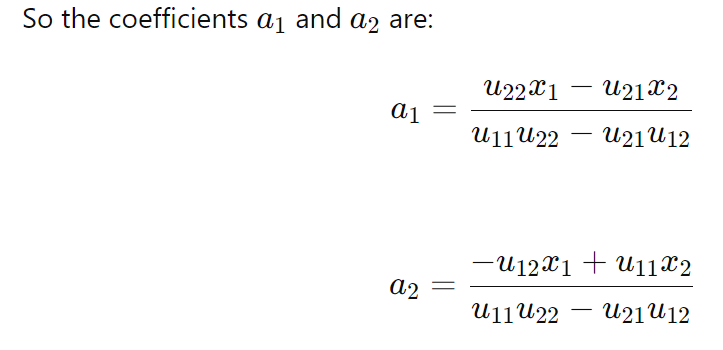 So the coefficients a₁ and a₂ are:
a₁ = (u₂₂x₁ − u₂₁x₂) / (u₁₁u₂₂ − u₂₁u₁₂)
a₂ = (−u₁₂x₁ + u₁₁x₂) / (u₁₁u₂₂ − u₂₁u₁₂)